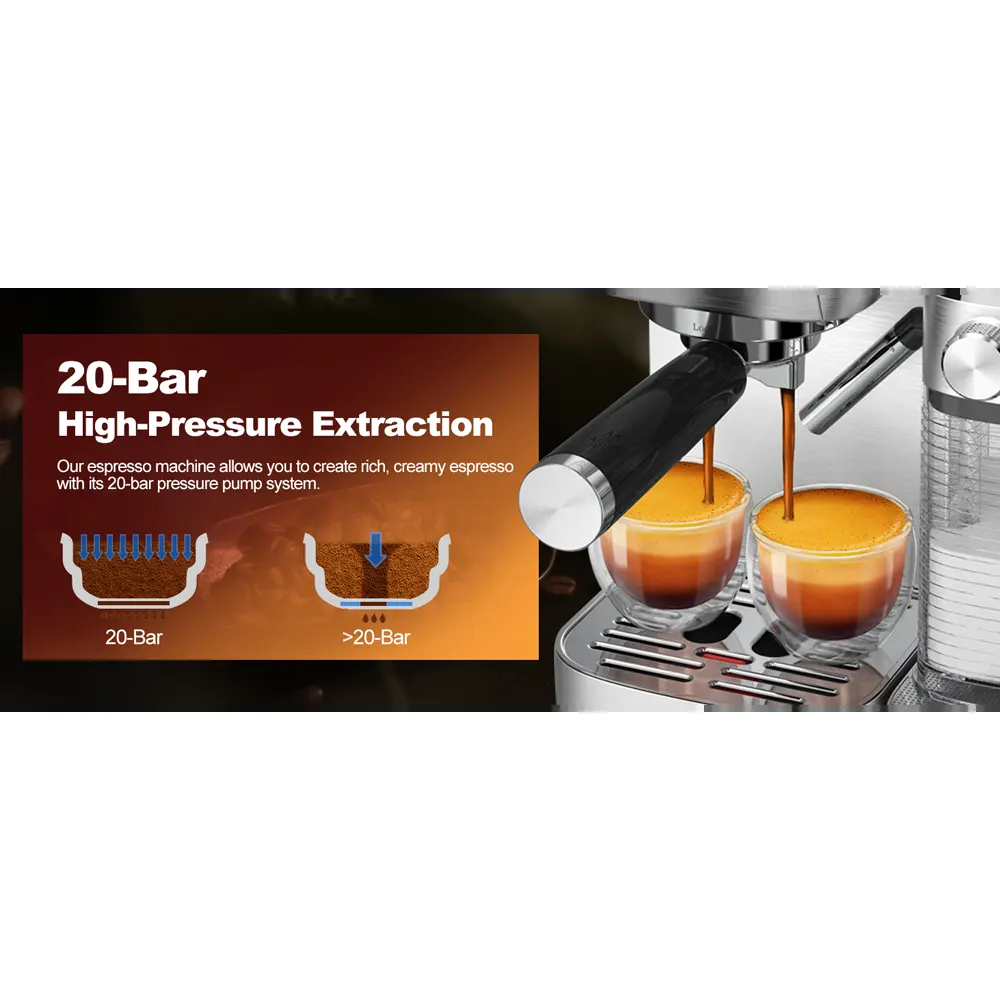 20-Bar
High-Pressure Extraction
Our espresso machine allows you to create rich, creamy espresso
with its 20-bar pressure pump system.
20-Bar
>20-Bar